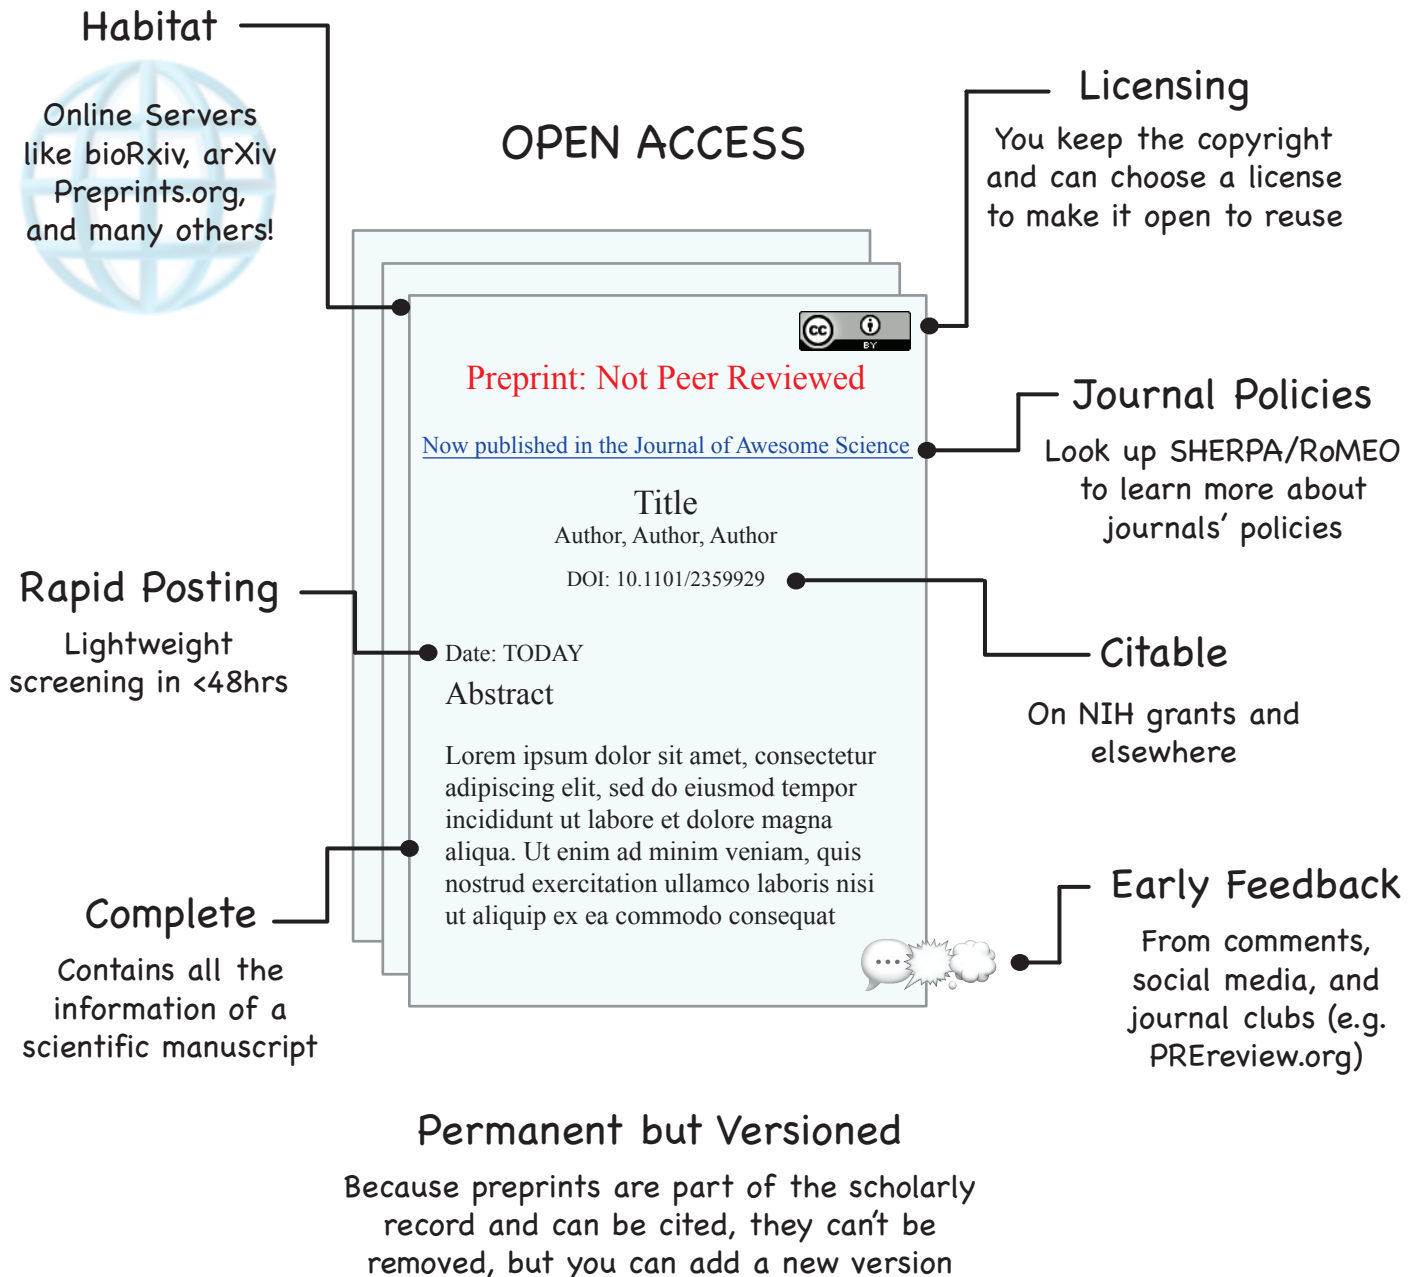 Habitat
Online Servers
like bioRxiv, arXiv
Preprints.org,
and many others!
OPEN ACCESS
Licensing
You keep the copyright
and can choose a license
to make it open to reuse
cc
BY
Preprint: Not Peer Reviewed
Now published in the Journal of Awesome Science
Journal Policies
Look up SHERPA/RoMEO
to learn more about
journals' policies
Title
Author, Author, Author
DOI: 10.1101/2359929
Rapid Posting
Lightweight
screening in <48hrs
Date: TODAY
Citable
On NIH grants and
elsewhere
Abstract
Lorem ipsum dolor sit amet, consectetur
adipiscing elit, sed do eiusmod tempor
incididunt ut labore et dolore magna
aliqua. Ut enim ad minim veniam, quis
nostrud exercitation ullamco laboris nisi
ut aliquip ex ea commodo consequat
Complete
Contains all the
information of a
scientific manuscript
Early Feedback
From comments,
social media, and
journal clubs (e.g.
PREreview.org)
Permanent but Versioned
Because preprints are part of the scholarly
record and can be cited, they can't be
removed, but you can add a new version